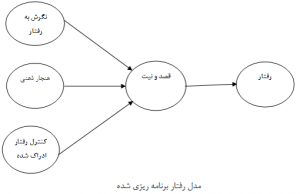 نگرش به
رفتار
هنجار ذهنی
کنترل رفتار
ادراک شده
قصد و نیت
رفتار
مدل رفتار برنامه ریزی شده